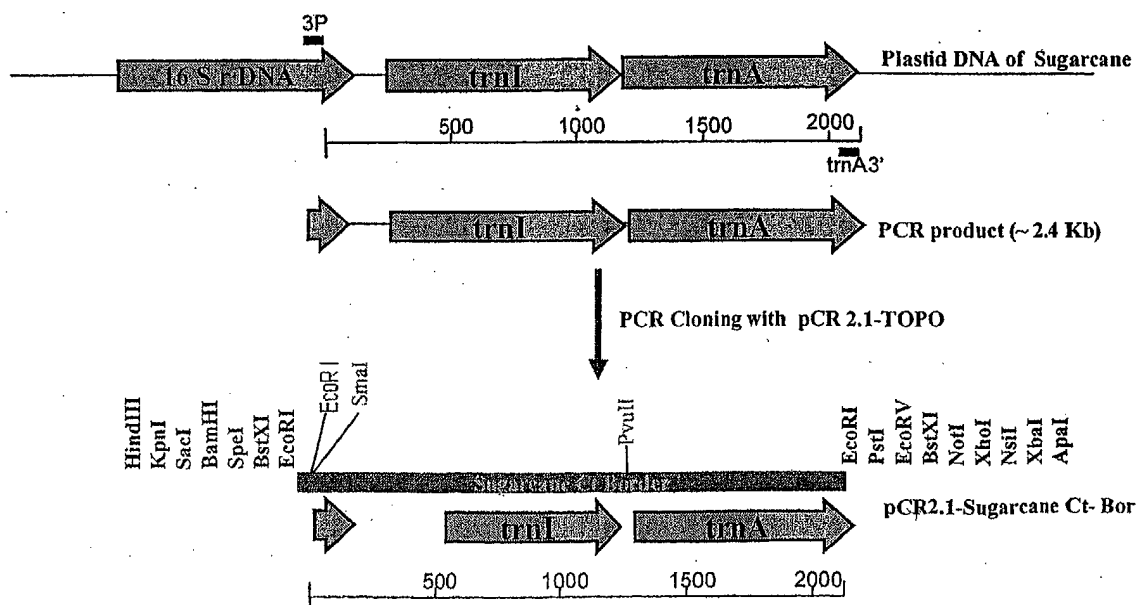 3P
16 S r-DNA
trnI
trnA
Plastid DNA of Sugarcane
500
1000
1500
2000
trnA3'
trnI
trnA
PCR product (~ 2.4 Kb)
PCR Cloning with pCR 2.1-TOPO
HindIII
KpnI
SacI
BamHI
SpeI
BstXI
EcoRI
EcoRI
SmaI
PvuII
EcoRI
PstI
EcoRV
BstXI
NotI
XhoI
NsiI
XbaI
ApaI
Sugarcane Ct-Border
pCR2.1-Sugarcane Ct- Bor
trnI
trnA
500
1000
1500
2000